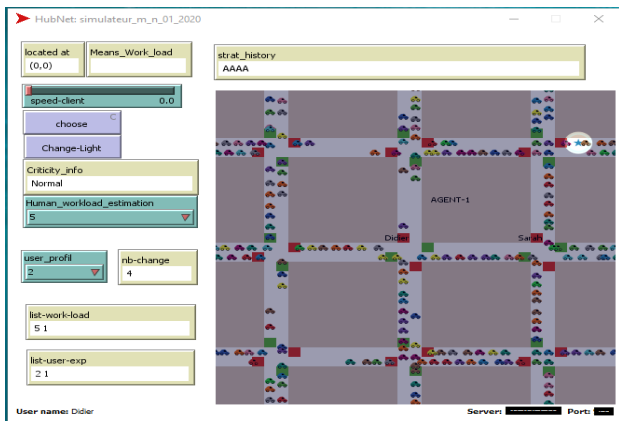 HubNet: simulateur_m_n_01_2020
located at
(0,0)
Means_Work_load
strat_history
AAAA
speed-client 0.0
choose C
Change-Light
Criticity_info
Normal
Human_workload_estimation
5
user_profil
2
nb-change
4
list-work-load
5 1
list-user-exp
2 1
AGENT-1
Didier
Sarah
User name: Didier
Server:
Port: